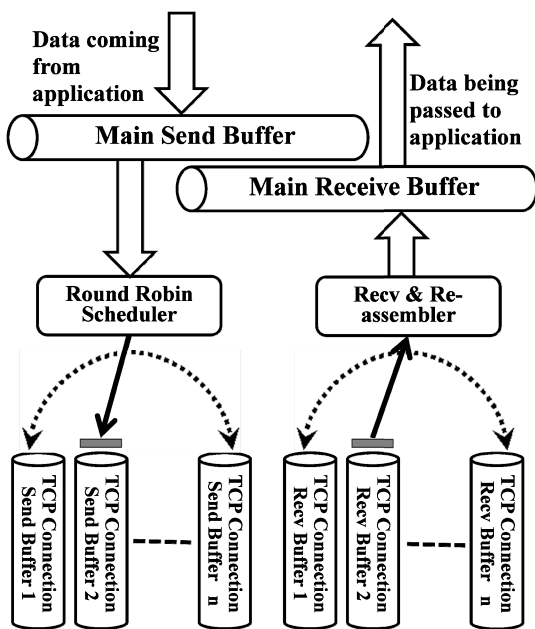 Data coming
from
application
Data being
passed to
application
Main Send Buffer
Main Receive Buffer
Round Robin
Scheduler
Recv & Re-
assembler
TCP Connection
Send Buffer 1
TCP Connection
Send Buffer 2
TCP Connection
Send Buffer n
TCP Connection
Recv Buffer 1
TCP Connection
Recv Buffer 2
TCP Connection
Recv Buffer n